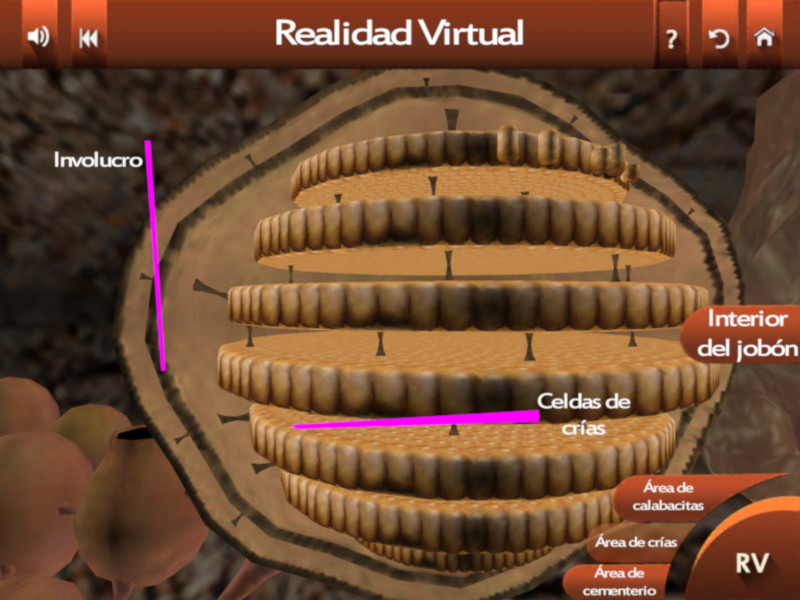 Realidad Virtual
?
Involucro
Interior
del jobón
Celdas de
crías
Área de
calabacitas
Área de crías
Área de
cementerio
RV